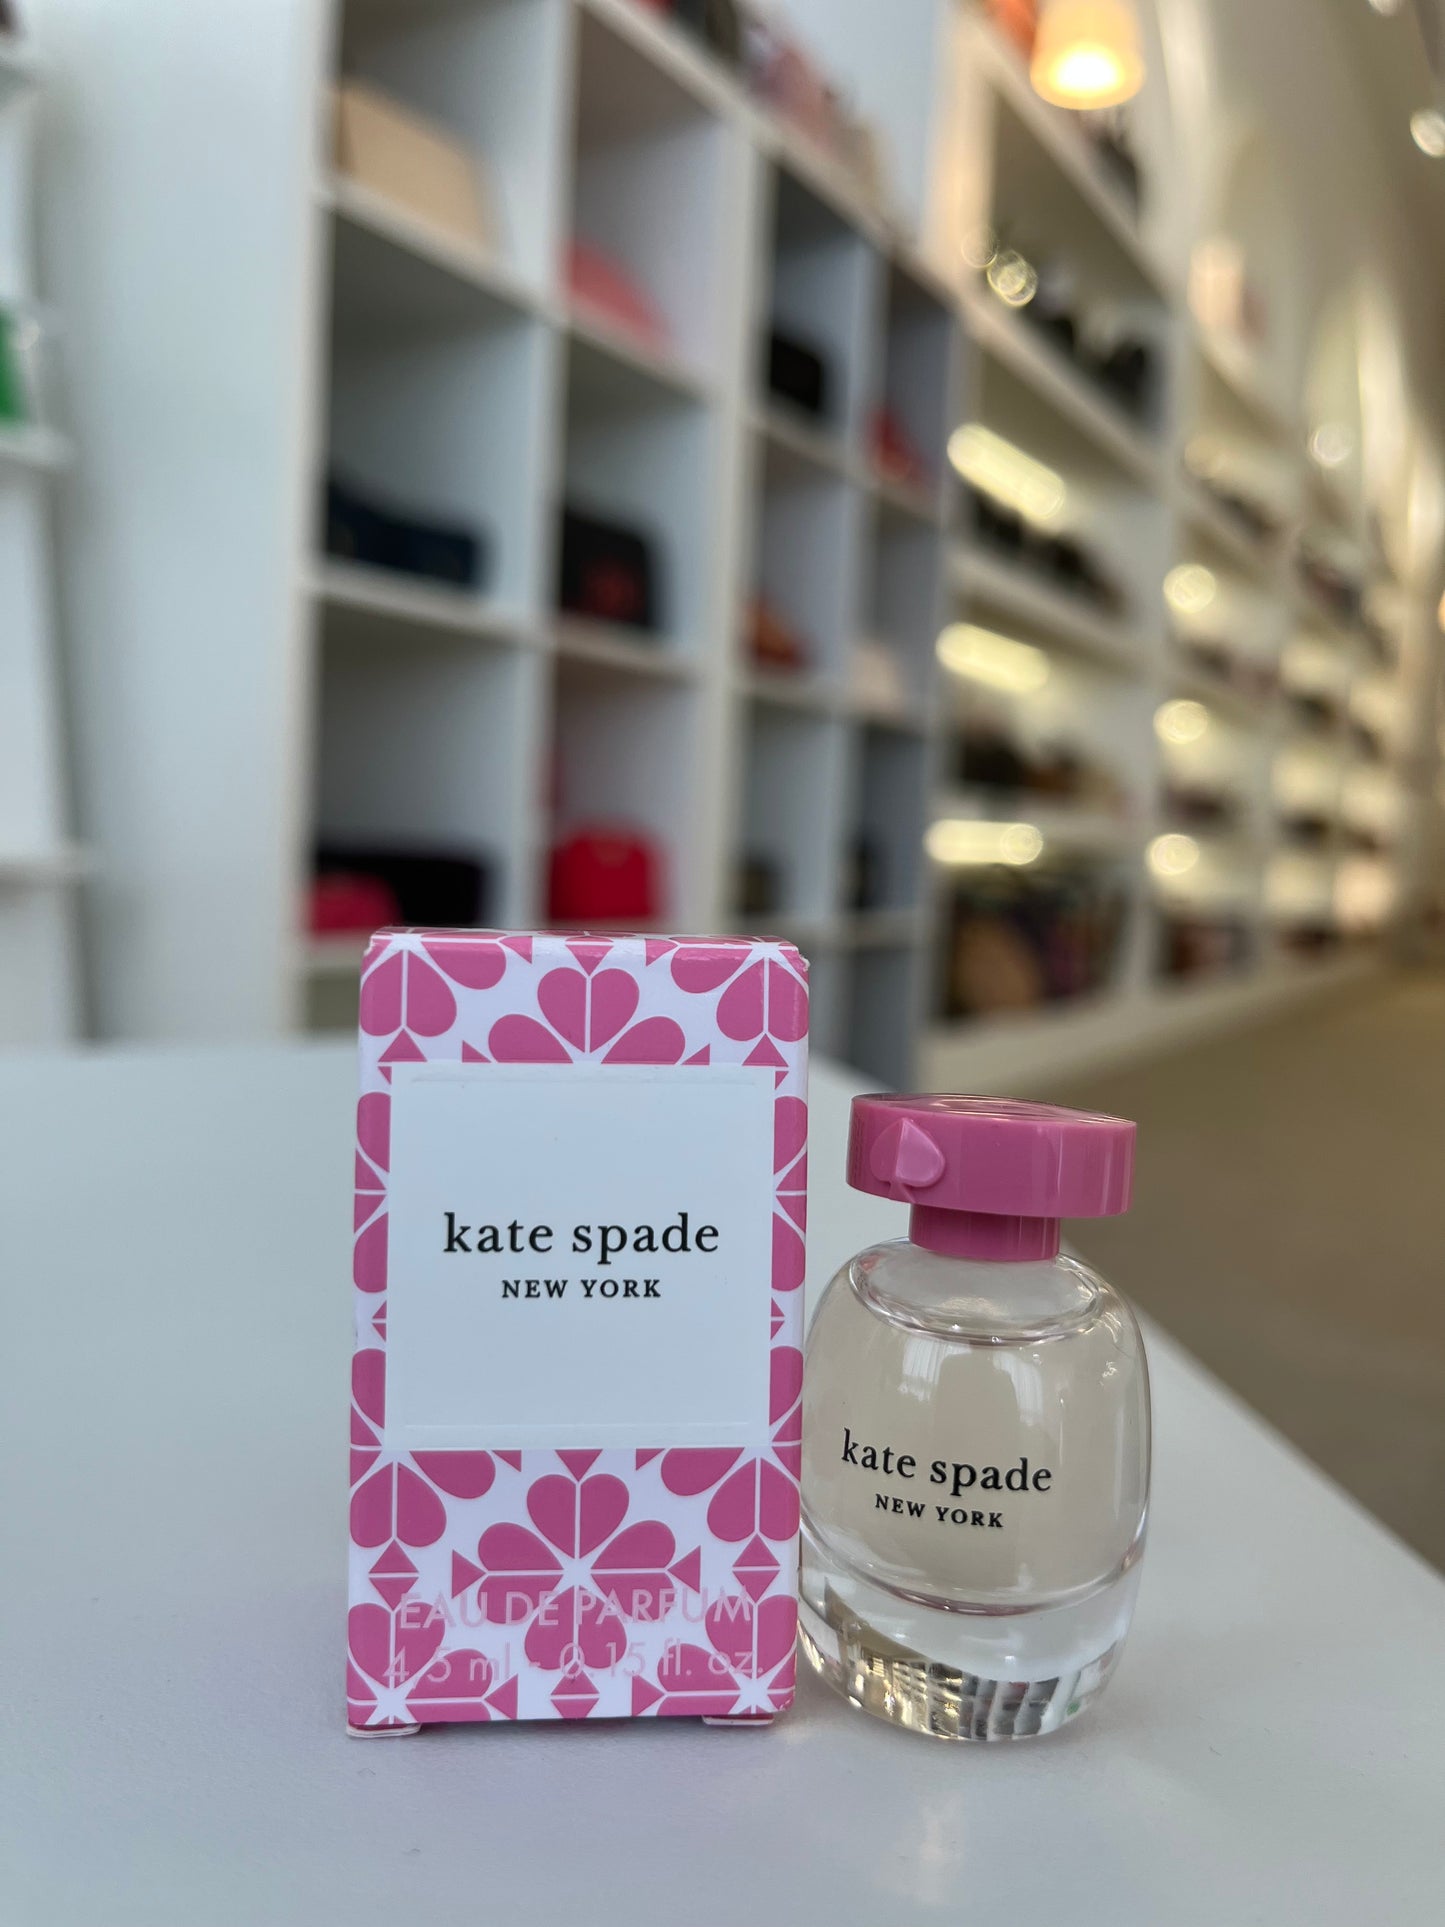 kate spade
NEW YORK
EAU DE PARFUM
4,5 ml - 0.15 fl. oz.
kate spade
NEW YORK